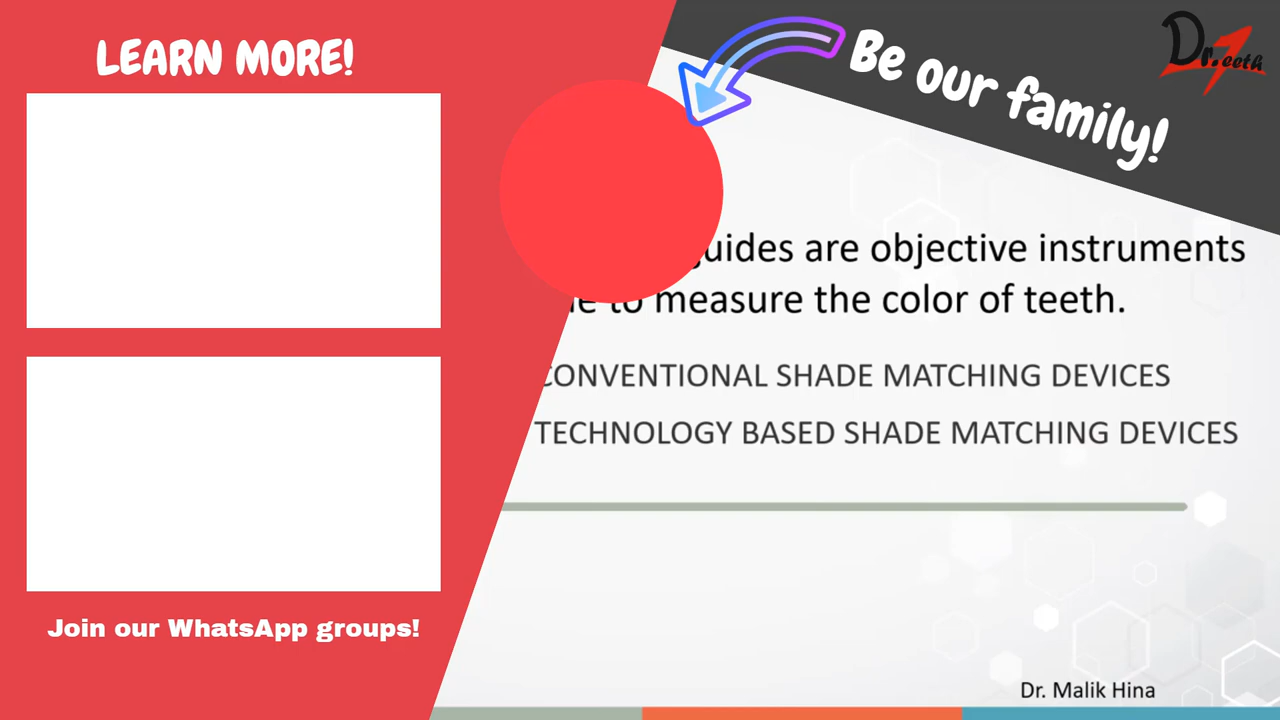 LEARN MORE!
Be our family!
Dr.
eeth
guides are objective instruments
to measure the color of teeth.
CONVENTIONAL SHADE MATCHING DEVICES
TECHNOLOGY BASED SHADE MATCHING DEVICES
Join our WhatsApp groups!
Dr. Malik Hina